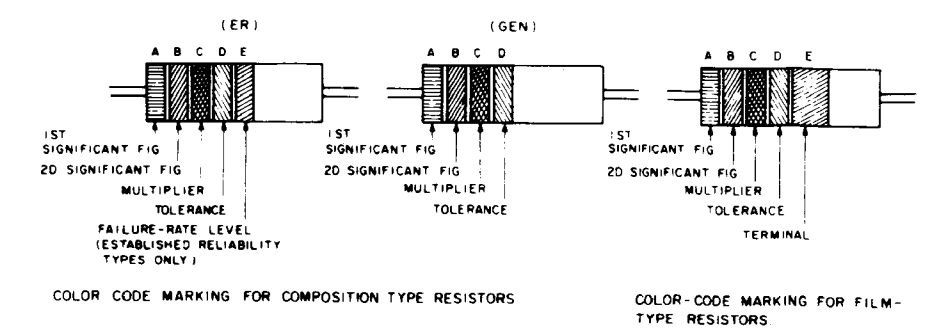 (ER)
A B C D E
1ST
SIGNIFICANT FIG
2D SIGNIFICANT FIG
MULTIPLIER
TOLERANCE
FAILURE-RATE LEVEL
(ESTABLISHED RELIABILITY
TYPES ONLY)
(GEN)
A B C D
1ST
SIGNIFICANT FIG
2D SIGNIFICANT FIG
MULTIPLIER
TOLERANCE
COLOR CODE MARKING FOR COMPOSITION TYPE RESISTORS
A B C D E
1ST
SIGNIFICANT FIG
2D SIGNIFICANT FIG
MULTIPLIER
TOLERANCE
TERMINAL
COLOR-CODE MARKING FOR FILM-
TYPE RESISTORS.